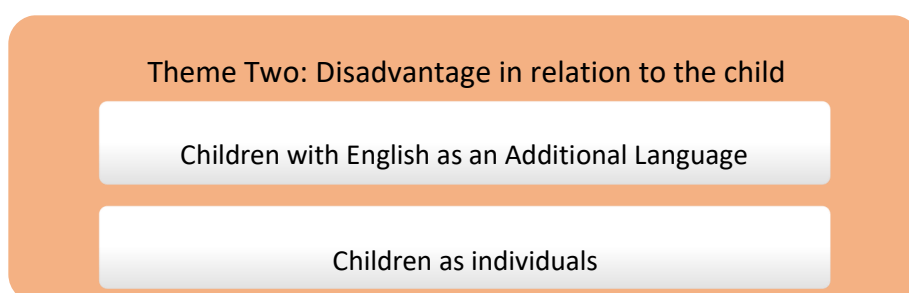 Theme Two: Disadvantage in relation to the child
Children with English as an Additional Language
Children as individuals